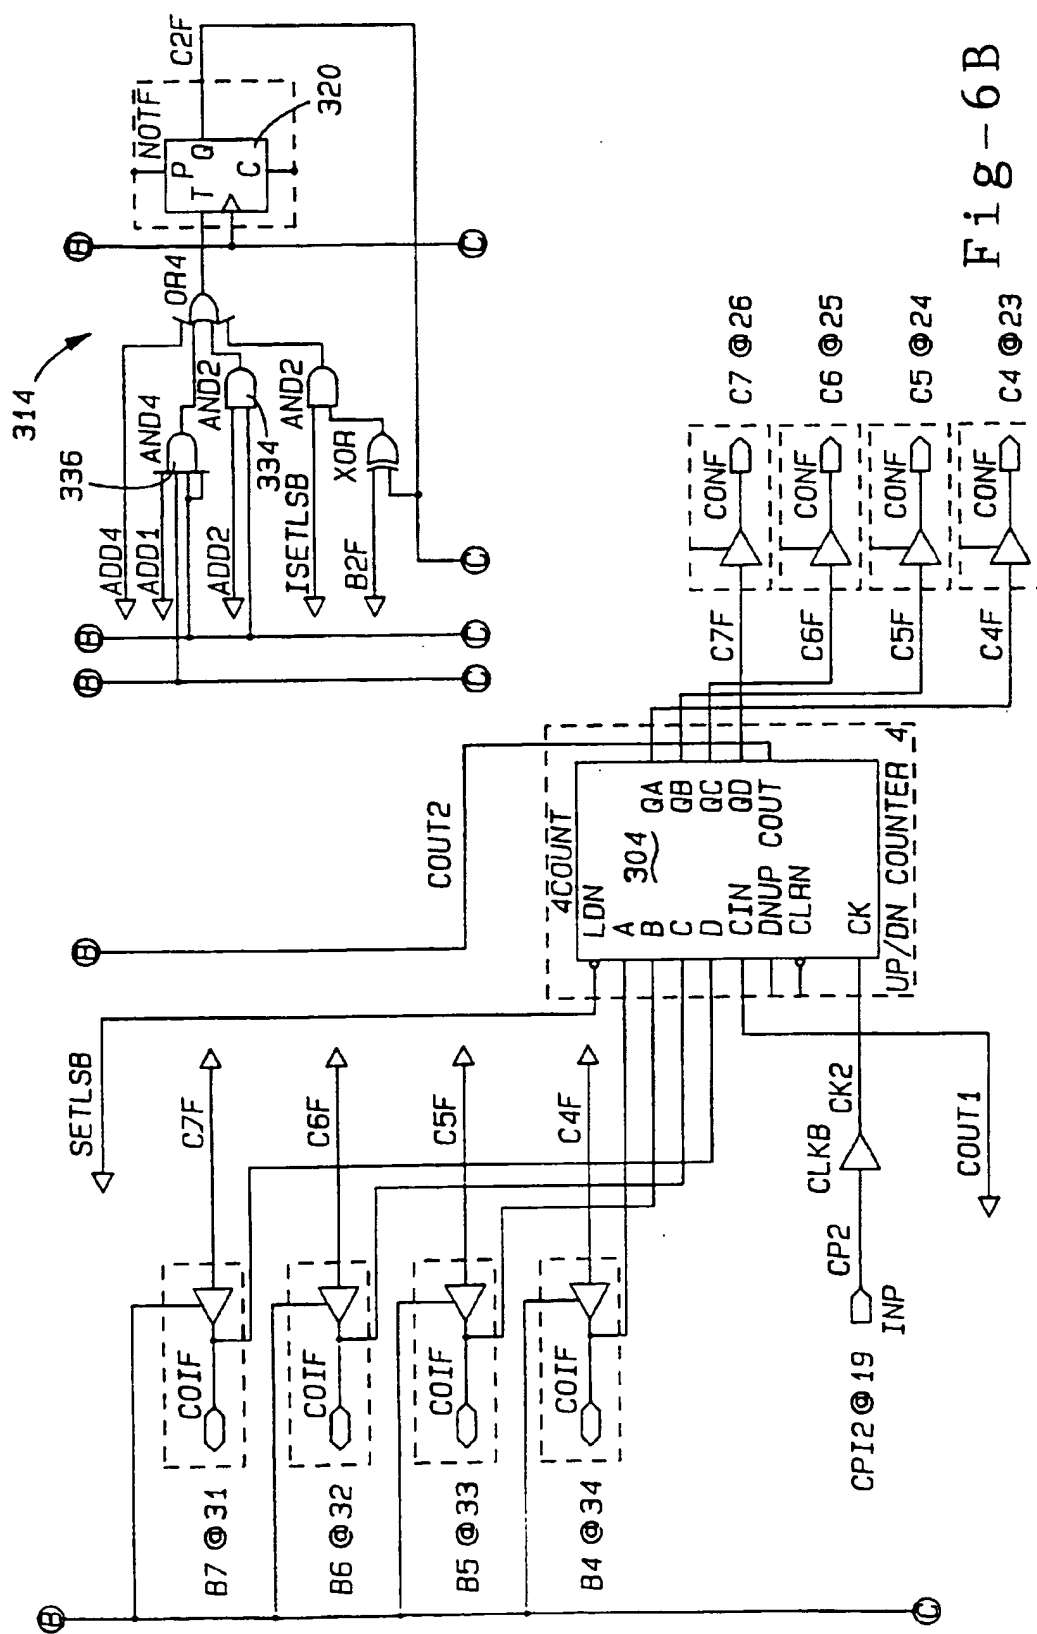 B
SETLSB
B7 @31
COIF
C7F
B6 @32
COIF
C6F
B5 @33
COIF
C5F
B4 @34
COIF
C4F
CPI2 @19
INP
CP2
CLKB
CK2
COUT1
C
B
COUT2
4COUNT
LDN
A
B
C
D
CIN
DNUP
CLRN
CK
304
QA
QB
QC
QD
COUT
UP/DN COUNTER 4
C7F
CONF
C7 @26
C6F
CONF
C6 @25
C5F
CONF
C5 @24
C4F
CONF
C4 @23
314
B
B
ADD4
ADD1
336
AND4
ADD2
AND2
334
ISETLSB
AND2
B2F
XOR
OR4
C
C
C
B
C
NOTF
P
T
Q
C
320
C2F
Fig-6B